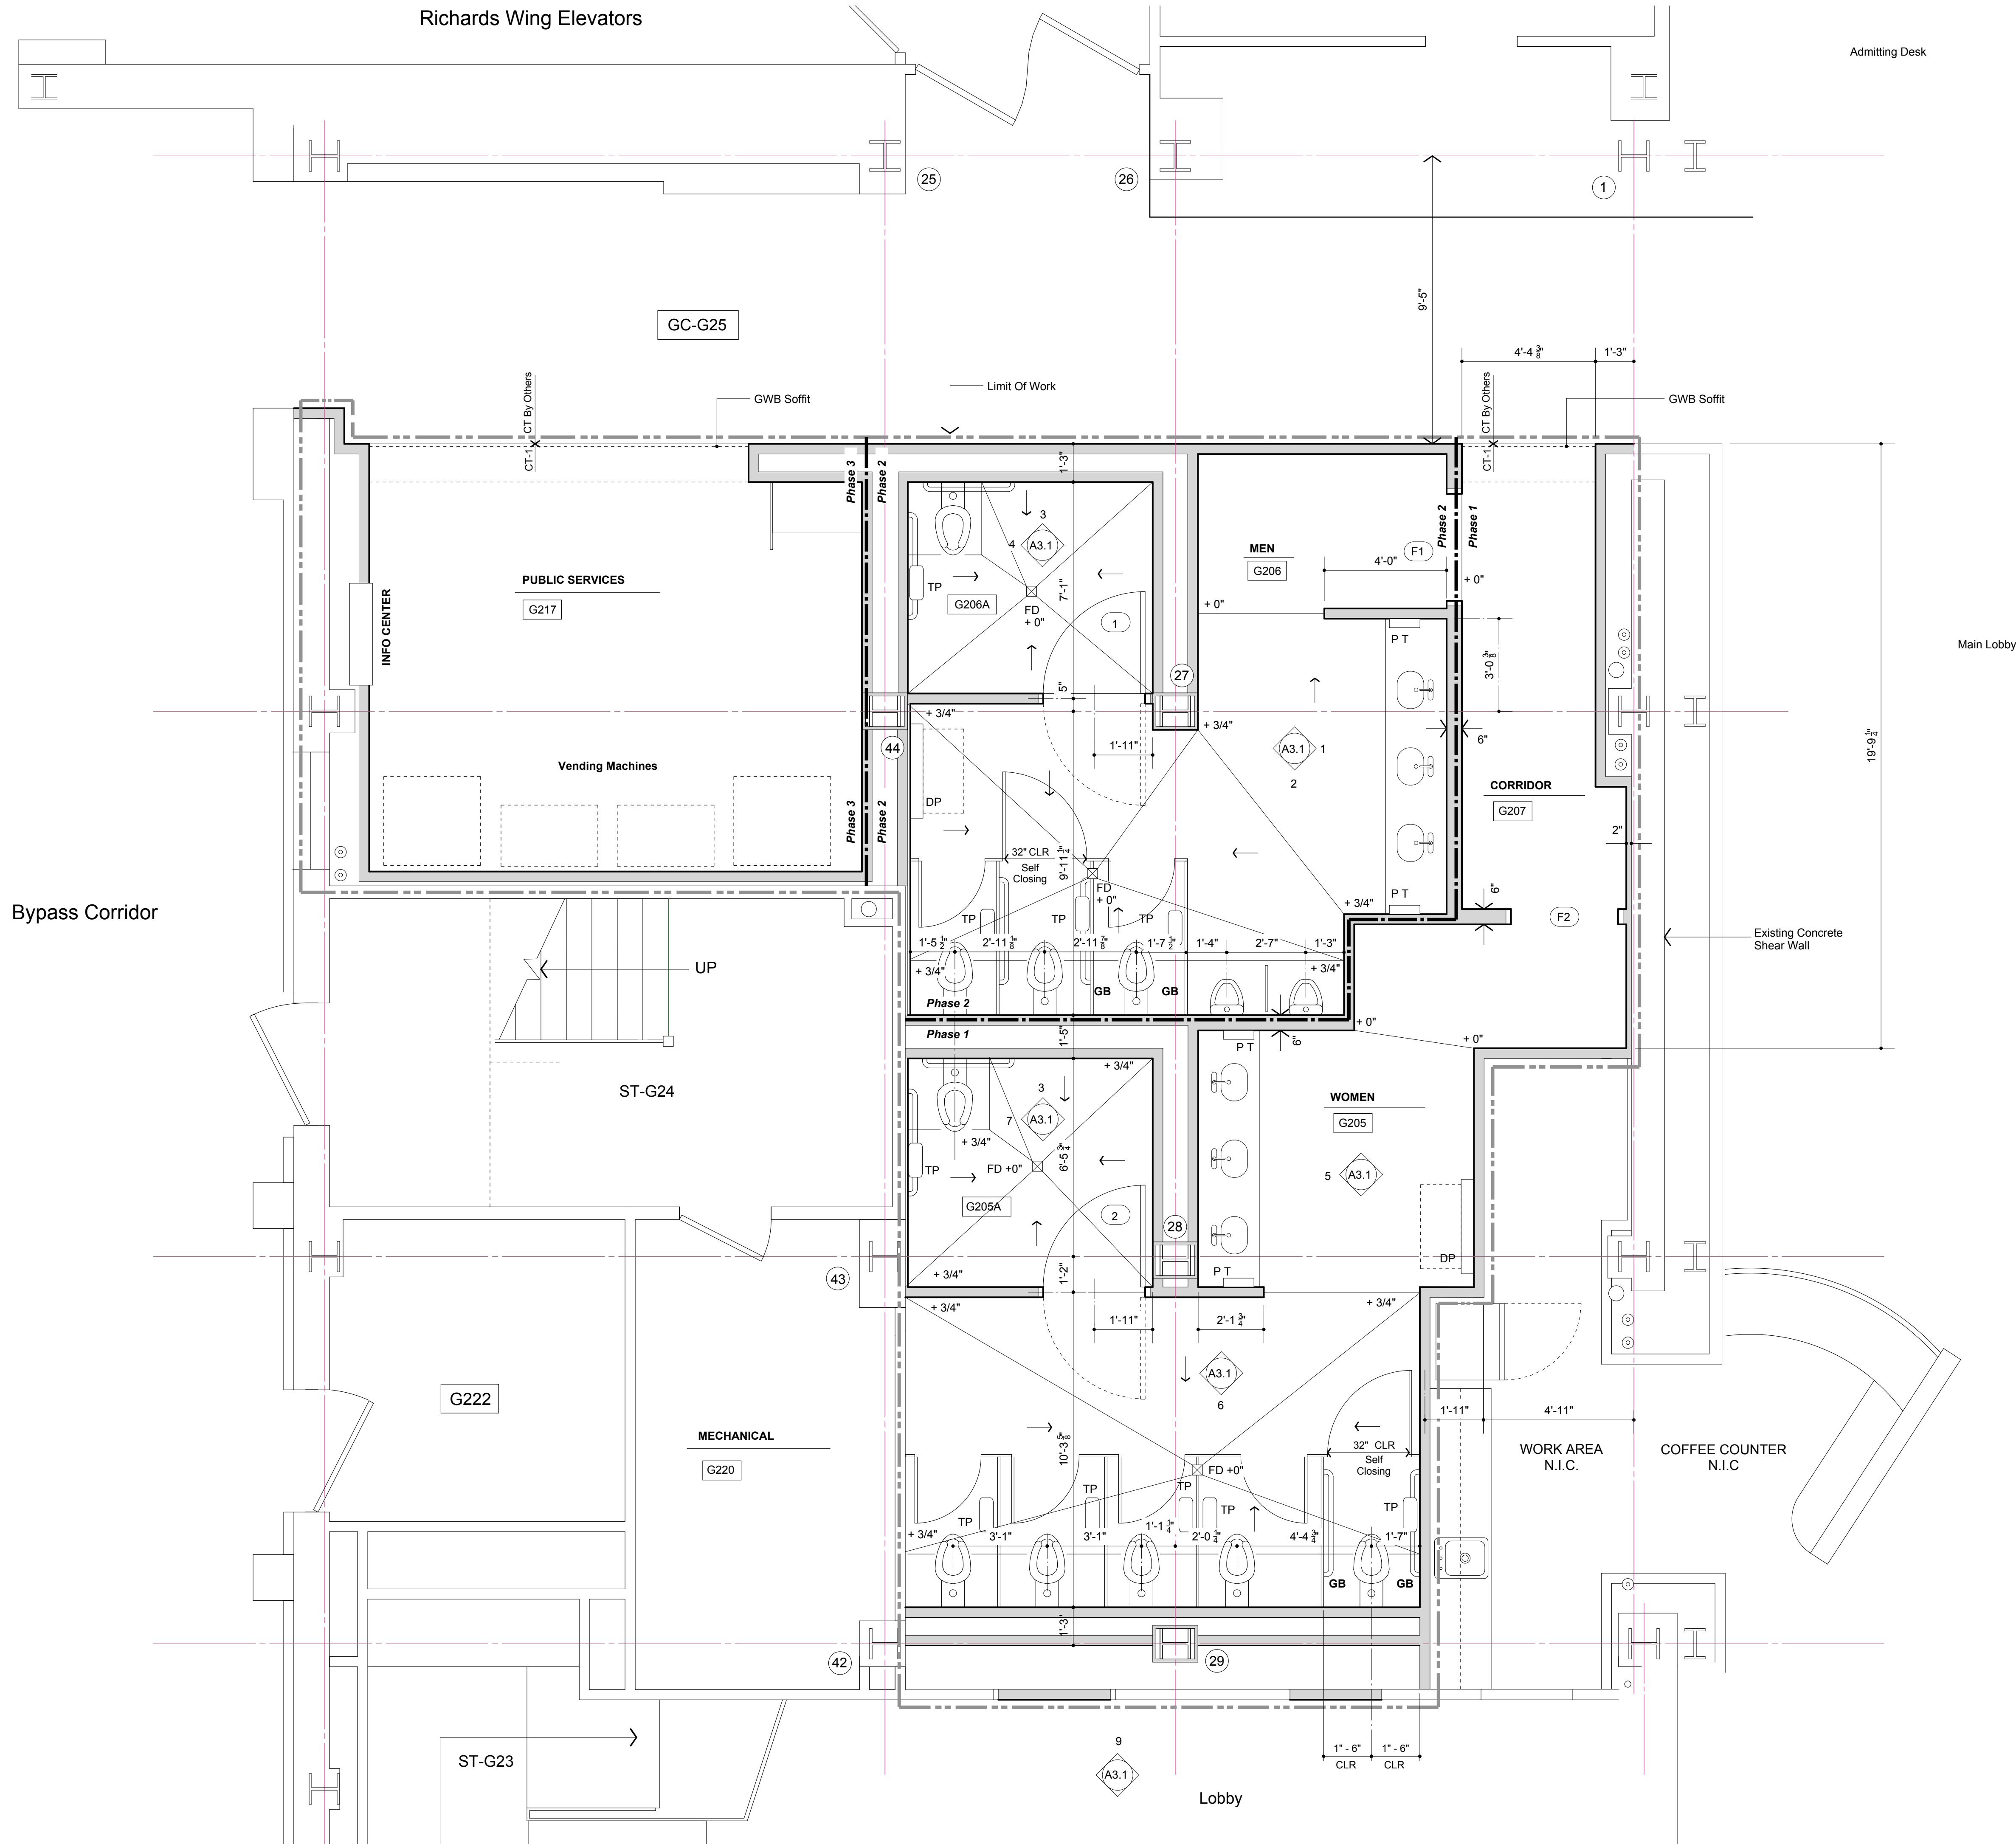 Richards Wing Elevators
Admitting Desk
25
26
1
9'-5"
GC-G25
4'-4 3/8"
1'-3"
Limit Of Work
CT-1
CT By Others
GWB Soffit
CT-1
CT By Others
GWB Soffit
Phase 3
Phase 2
1'-3"
Phase 2
Phase 1
3
4
A3.1
MEN
G206
F1
4'-0"
PUBLIC SERVICES
G217
INFO CENTER
TP
G206A
FD
+ 0"
7'-1"
1
+ 0"
+ 0"
P T
3'-0 3/8"
Main Lobby
27
5"
+ 3/4"
+ 3/4"
44
1'-11"
A3.1
1
2
6"
19'-9 1/4"
Vending Machines
Phase 3
Phase 2
DP
CORRIDOR
G207
2"
32" CLR
Self
Closing
9'-11 1/4"
FD
+ 0"
P T
6"
+ 3/4"
F2
Bypass Corridor
TP
TP
TP
1'-5 1/2"
2'-11 1/8"
2'-11 7/8"
1'-7 1/2"
1'-4"
2'-7"
1'-3"
Existing Concrete
Shear Wall
UP
+ 3/4"
+ 3/4"
GB
GB
Phase 2
Phase 1
1'-5"
6"
+ 0"
+ 0"
P T
+ 3/4"
ST-G24
3
7
A3.1
WOMEN
G205
+ 3/4"
TP
FD +0"
6'-5 3/4"
5
A3.1
G205A
2
28
DP
P T
43
+ 3/4"
1'-2"
+ 3/4"
+ 3/4"
1'-11"
2'-1 3/4"
A3.1
6
G222
1'-11"
4'-11"
MECHANICAL
G220
10'-3 5/8"
32" CLR
Self
Closing
WORK AREA
N.I.C.
COFFEE COUNTER
N.I.C
FD +0"
TP
TP
TP
TP
TP
+ 3/4"
3'-1"
3'-1"
1'-1 3/4"
2'-0 1/4"
4'-4 3/4"
1'-7"
GB
GB
1'-3"
42
29
ST-G23
9
A3.1
1" - 6"
CLR
1" - 6"
CLR
Lobby